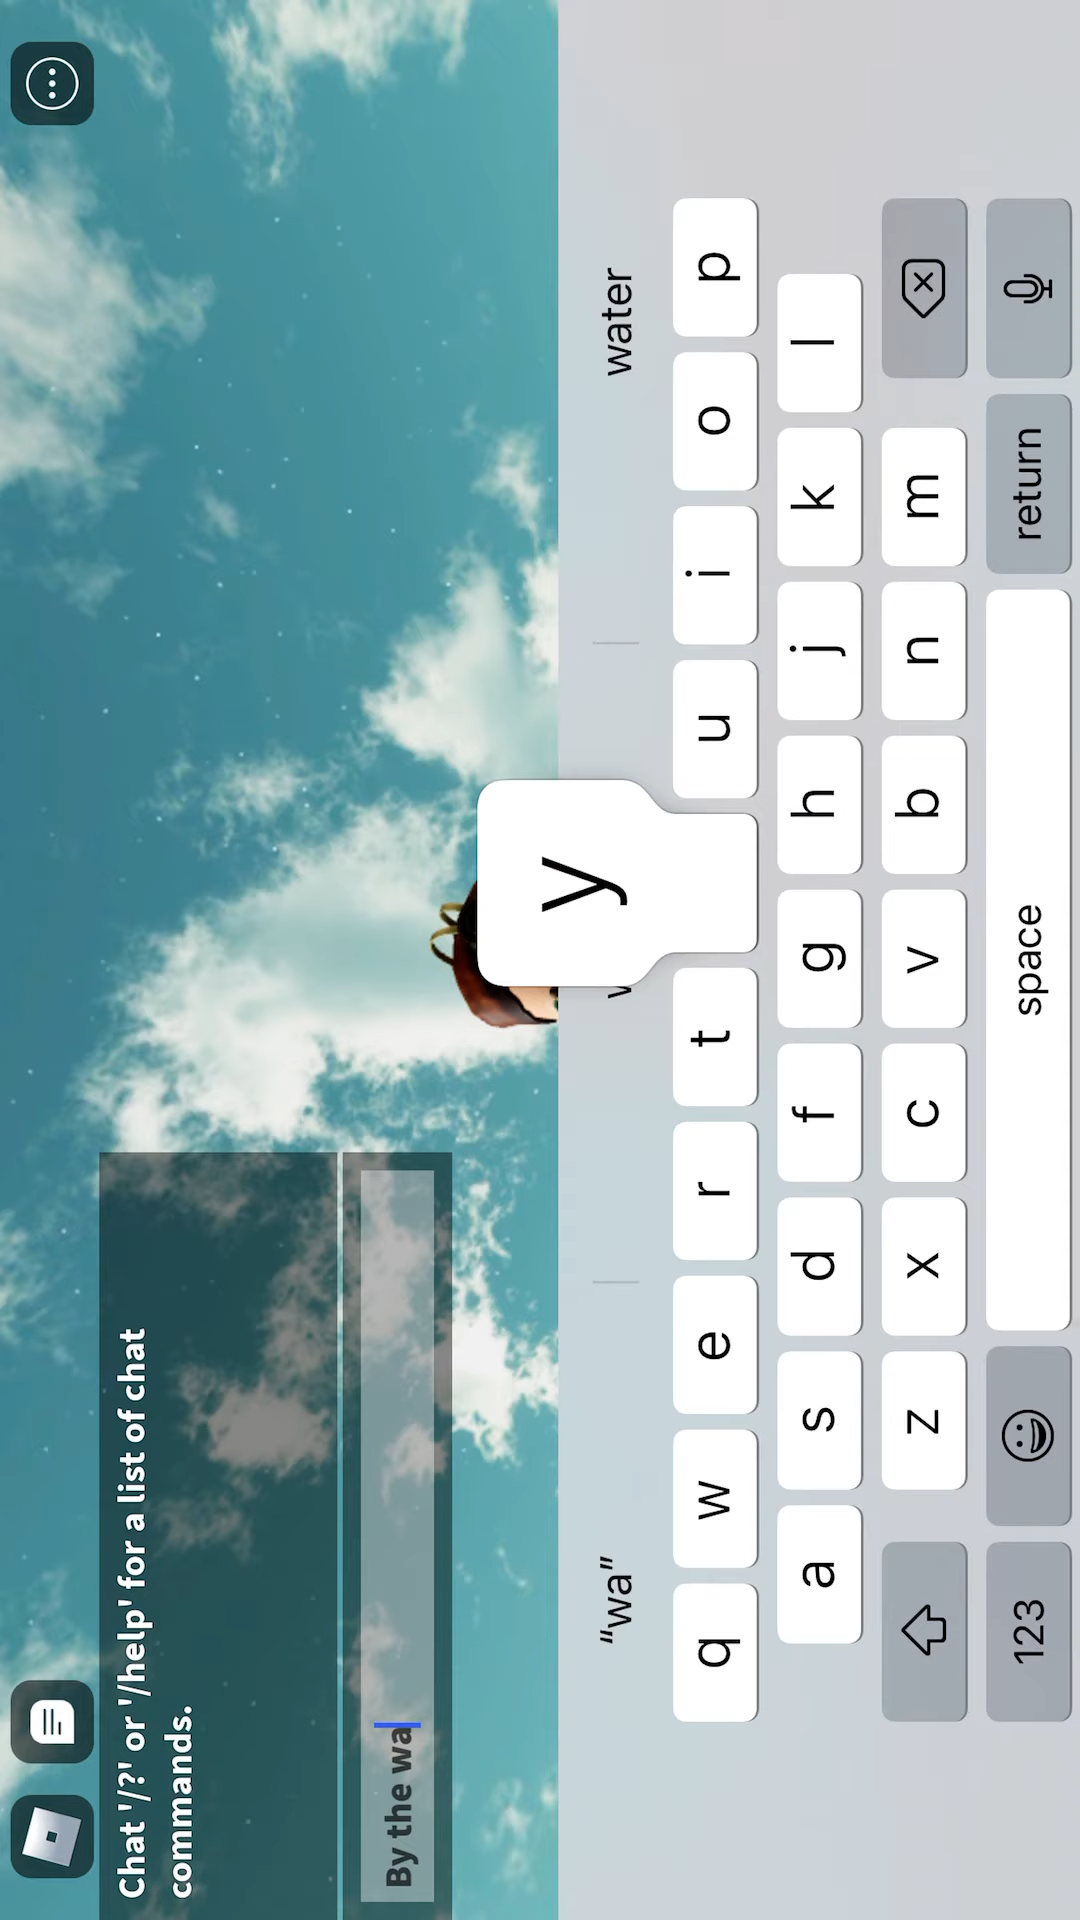 Chat '/?' or '/help' for a list of chat
commands.
By the wa
"wa"
water
q w e r t y u i o p
a s d f g h j k l
z x c v b n m
123
space
return